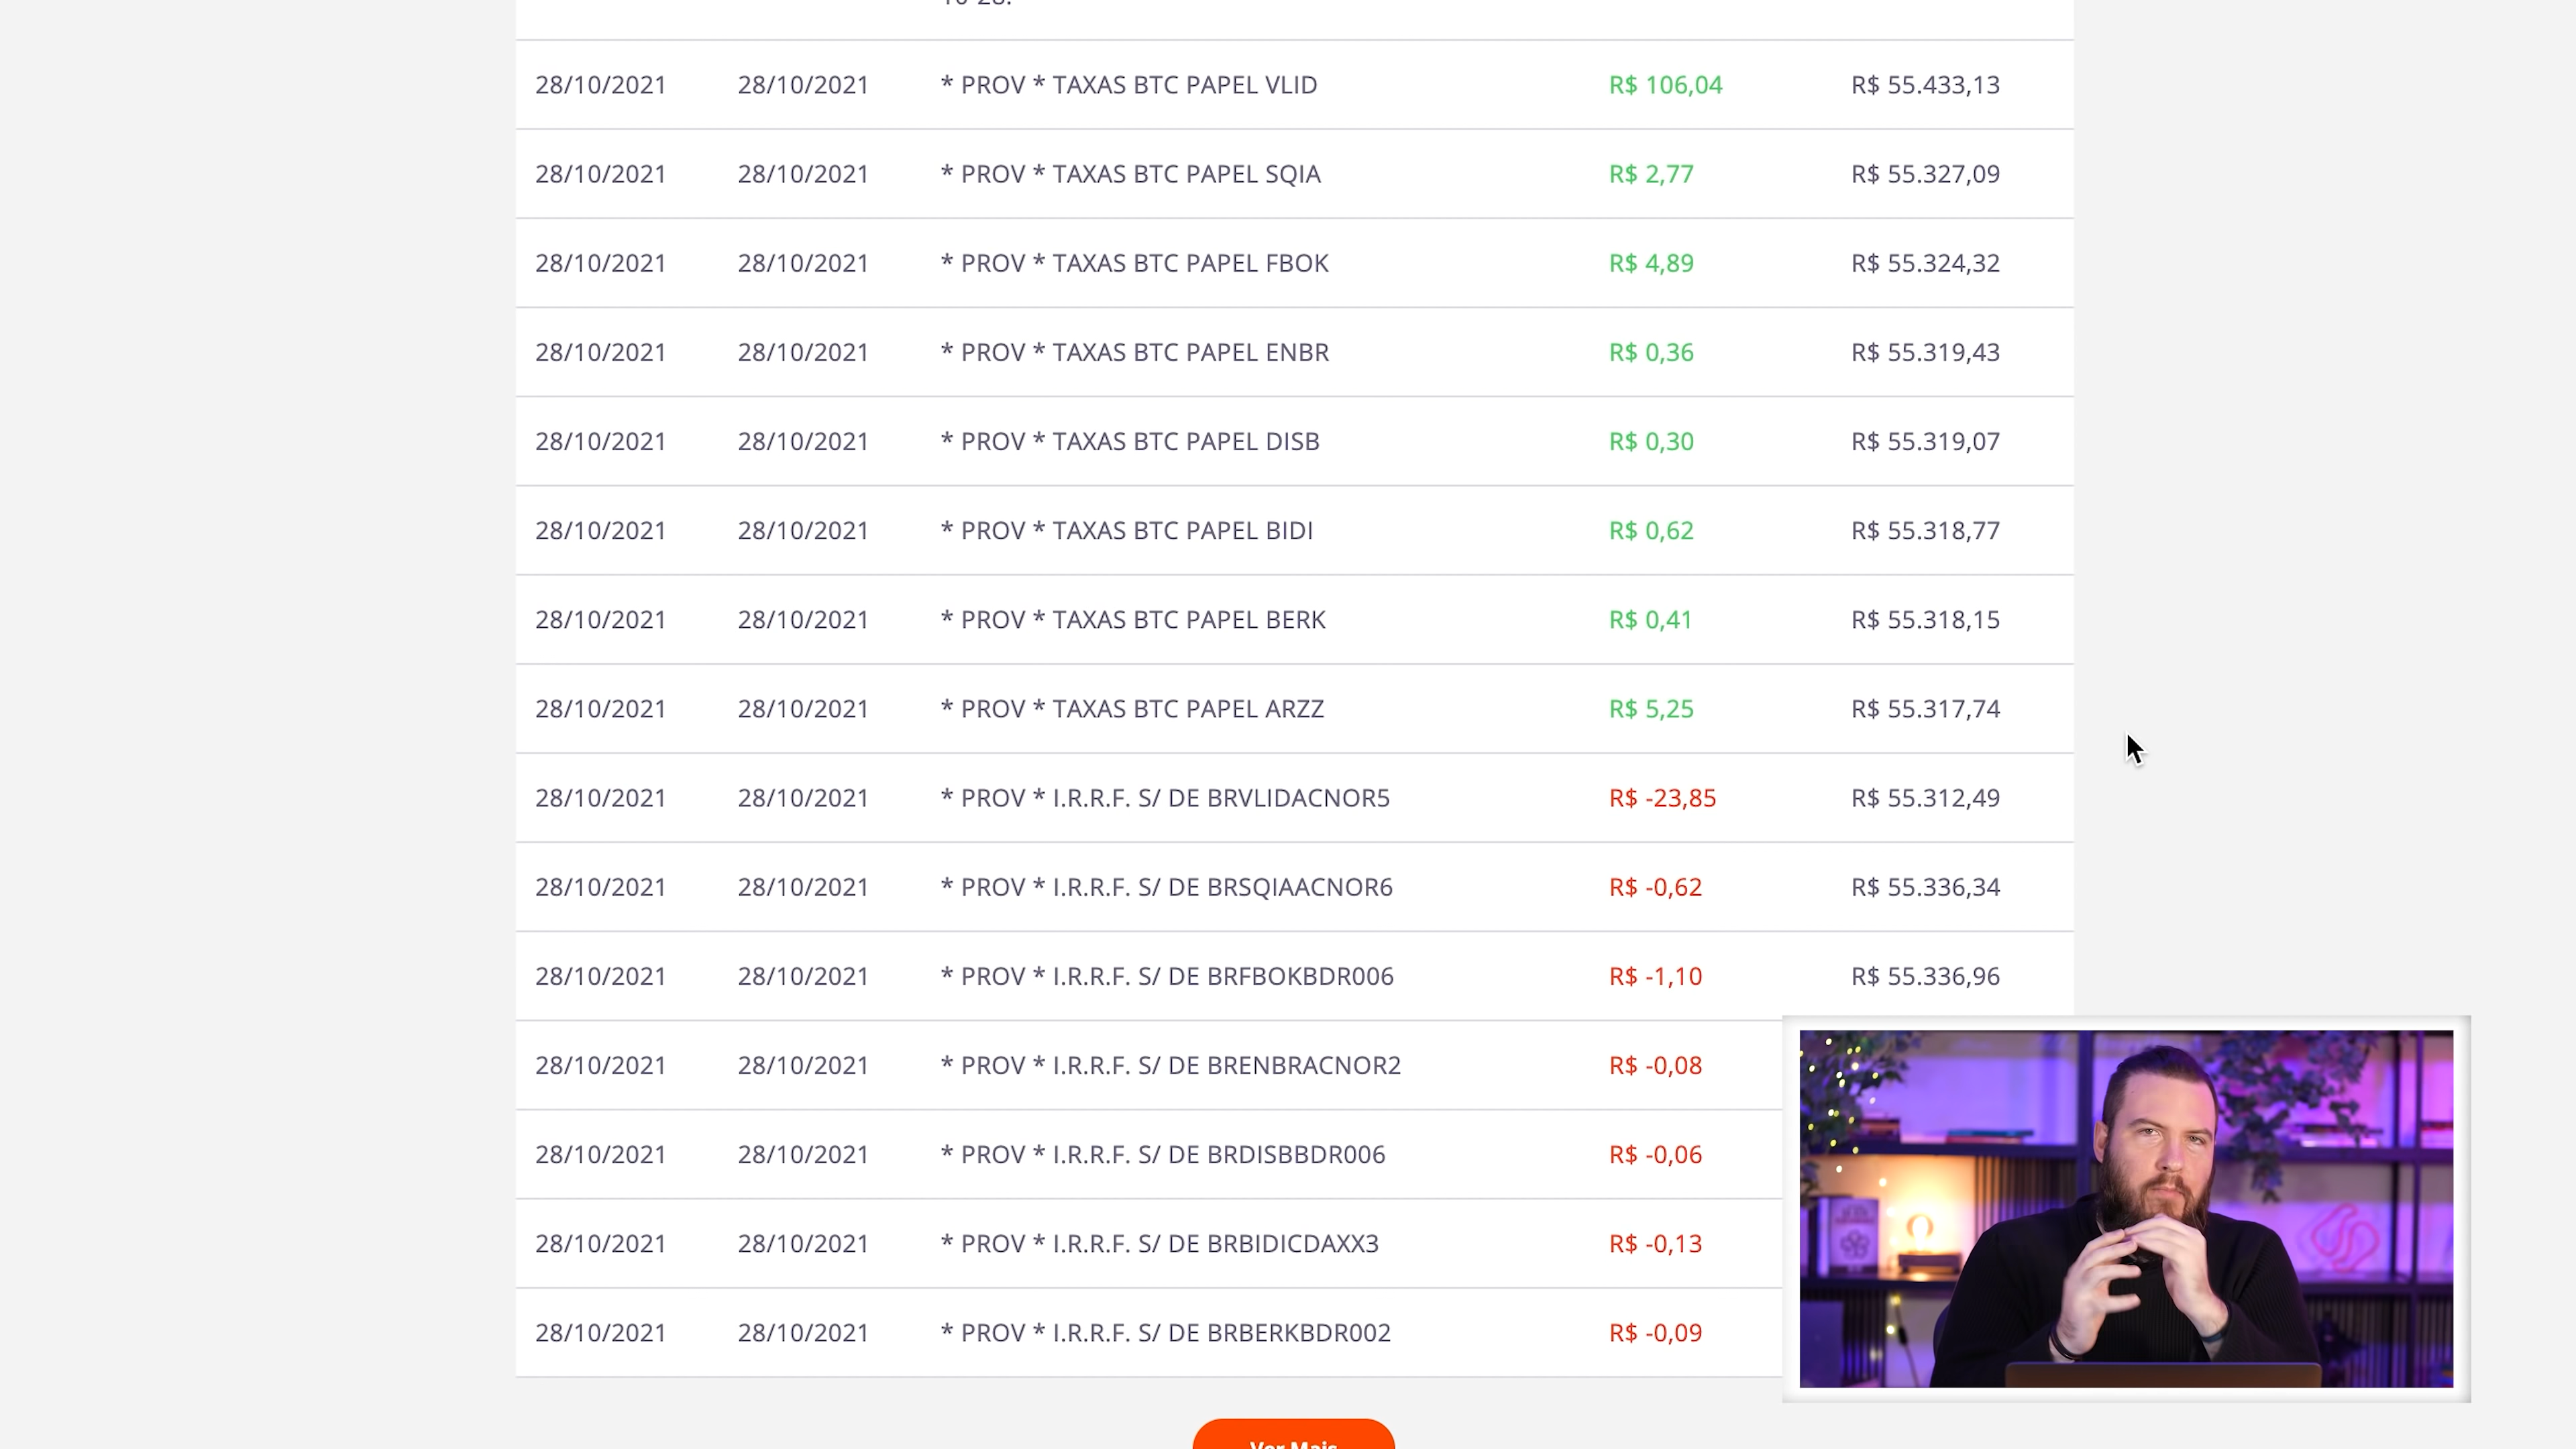 28/10/2021 28/10/2021 * PROV * TAXAS BTC PAPEL VLID R$ 106,04 R$ 55.433,13
28/10/2021 28/10/2021 * PROV * TAXAS BTC PAPEL SQIA R$ 2,77 R$ 55.327,09
28/10/2021 28/10/2021 * PROV * TAXAS BTC PAPEL FBOK R$ 4,89 R$ 55.324,32
28/10/2021 28/10/2021 * PROV * TAXAS BTC PAPEL ENBR R$ 0,36 R$ 55.319,43
28/10/2021 28/10/2021 * PROV * TAXAS BTC PAPEL DISB R$ 0,30 R$ 55.319,07
28/10/2021 28/10/2021 * PROV * TAXAS BTC PAPEL BIDI R$ 0,62 R$ 55.318,77
28/10/2021 28/10/2021 * PROV * TAXAS BTC PAPEL BERK R$ 0,41 R$ 55.318,15
28/10/2021 28/10/2021 * PROV * TAXAS BTC PAPEL ARZZ R$ 5,25 R$ 55.317,74
28/10/2021 28/10/2021 * PROV * I.R.R.F. S/ DE BRVLIDACNOR5 R$ -23,85 R$ 55.312,49
28/10/2021 28/10/2021 * PROV * I.R.R.F. S/ DE BRSQIAACNOR6 R$ -0,62 R$ 55.336,34
28/10/2021 28/10/2021 * PROV * I.R.R.F. S/ DE BRFBOKBDR006 R$ -1,10 R$ 55.336,96
28/10/2021 28/10/2021 * PROV * I.R.R.F. S/ DE BRENBRACNOR2 R$ -0,08
28/10/2021 28/10/2021 * PROV * I.R.R.F. S/ DE BRDISBBDR006 R$ -0,06
28/10/2021 28/10/2021 * PROV * I.R.R.F. S/ DE BRBIDICDAXX3 R$ -0,13
28/10/2021 28/10/2021 * PROV * I.R.R.F. S/ DE BRBERKBDR002 R$ -0,09
Ver Mais